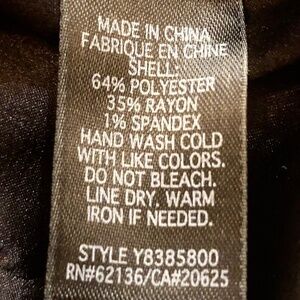 MADE IN CHINA
FABRIQUE EN CHINE
SHELL:
64% POLYESTER
35% RAYON
1% SPANDEX
HAND WASH COLD
WITH LIKE COLORS.
DO NOT BLEACH.
LINE DRY. WARM
IRON IF NEEDED.
STYLE Y8385800
RN#62136/CA#20625